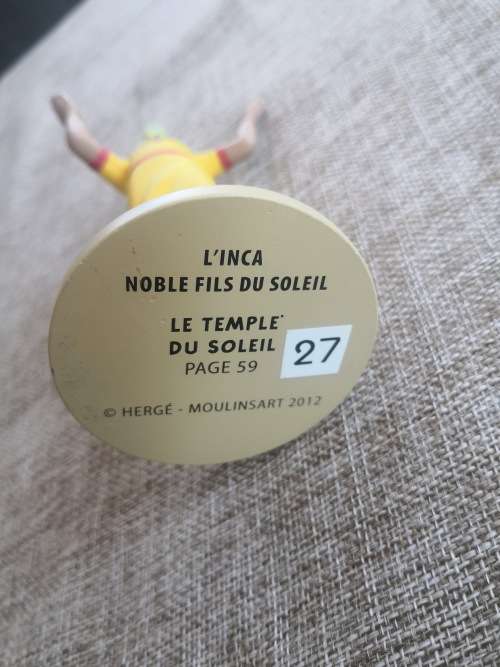 L'INCA
NOBLE FILS DU SOLEIL
LE TEMPLE
DU SOLEIL
27
PAGE 59
© HERGÉ - MOULINSART 2012